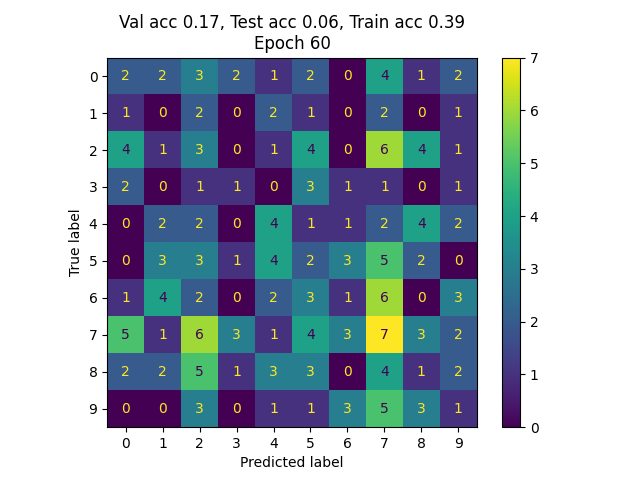 Val acc 0.17, Test acc 0.06, Train acc 0.39
Epoch 60
0 2 2 3 2 1 2 0 4 1 2
1 1 0 2 0 2 1 0 2 0 1
2 4 1 3 0 1 4 0 6 4 1
3 2 0 1 1 0 3 1 1 0 1
4 0 2 2 0 4 1 1 2 4 2
5 0 3 3 1 4 2 3 5 2 0
6 1 4 2 0 2 3 1 6 0 3
7 5 1 6 3 1 4 3 7 3 2
8 2 2 5 1 3 3 0 4 1 2
9 0 0 3 0 1 1 3 5 3 1
0 1 2 3 4 5 6 7 8 9
Predicted label
True label
7
6
5
4
3
2
1
0